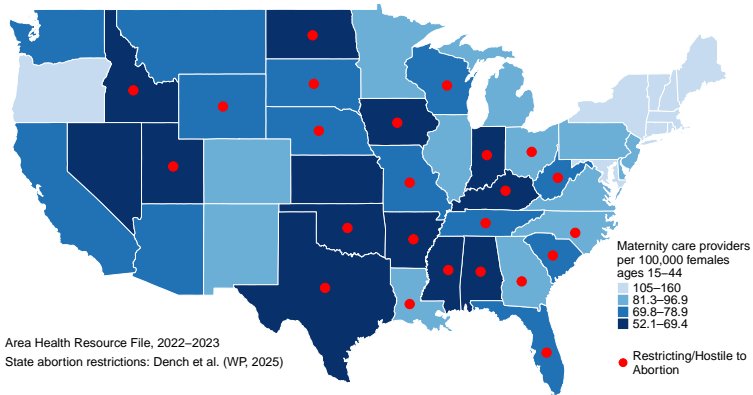 Maternity care providers
per 100,000 females
ages 15–44
105–160
81.3–96.9
69.8–78.9
52.1–69.4
Restricting/Hostile to
Abortion
Area Health Resource File, 2022–2023
State abortion restrictions: Dench et al. (WP, 2025)